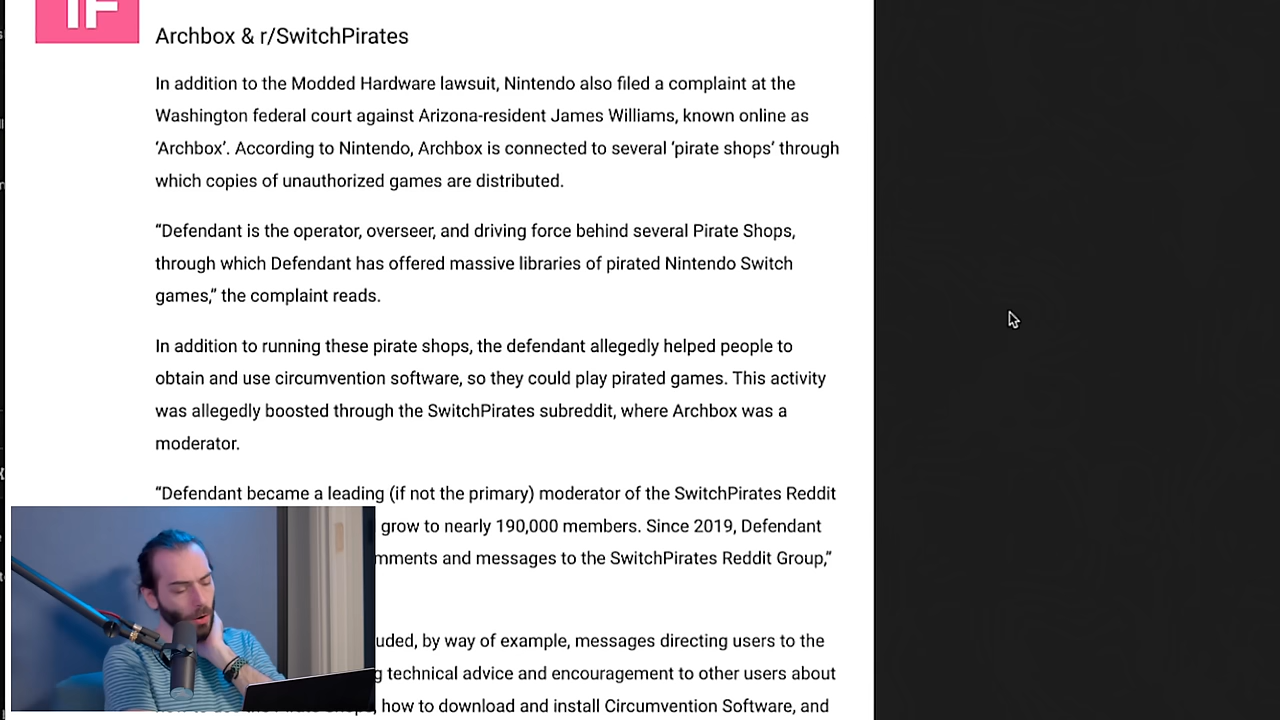 TF
Archbox & r/SwitchPirates
In addition to the Modded Hardware lawsuit, Nintendo also filed a complaint at the
Washington federal court against Arizona-resident James Williams, known online as
‘Archbox’. According to Nintendo, Archbox is connected to several ‘pirate shops’ through
which copies of unauthorized games are distributed.
“Defendant is the operator, overseer, and driving force behind several Pirate Shops,
through which Defendant has offered massive libraries of pirated Nintendo Switch
games,” the complaint reads.
In addition to running these pirate shops, the defendant allegedly helped people to
obtain and use circumvention software, so they could play pirated games. This activity
was allegedly boosted through the SwitchPirates subreddit, where Archbox was a
moderator.
“Defendant became a leading (if not the primary) moderator of the SwitchPirates Reddit
grow to nearly 190,000 members. Since 2019, Defendant
mments and messages to the SwitchPirates Reddit Group,”
uded, by way of example, messages directing users to the
g technical advice and encouragement to other users about
how to download and install Circumvention Software, and